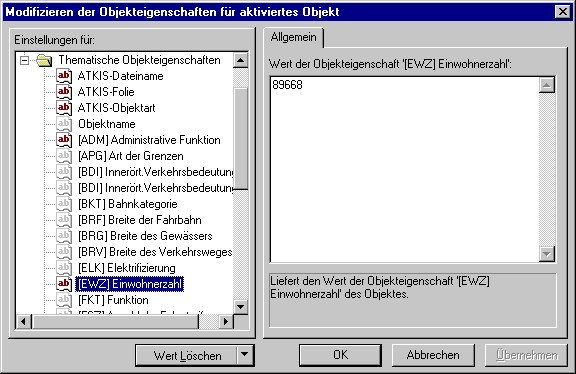 Modifizieren der Objekteigenschaften für aktiviertes Objekt
Einstellungen für:
Thematische Objekteigenschaften
ATKIS-Dateiname
ATKIS-Folie
ATKIS-Objektart
Objektname
[ADM] Administrative Funktion
[APG] Art der Grenzen
[BDI] Innerört.Verkehrsbedeutung
[BDI] Innerört.Verkehrsbedeutung
[BKT] Bahnkategorie
[BRF] Breite der Fahrbahn
[BRG] Breite des Gewässers
[BRV] Breite des Verkehrsweges
[ELK] Elektrifizierung
[EWZ] Einwohnerzahl
[FKT] Funktion
Wert Löschen
Allgemein
Wert der Objekteigenschaft '[EWZ] Einwohnerzahl':
89668
Liefert den Wert der Objekteigenschaft '[EWZ]
Einwohnerzahl' des Objektes.
OK
Abbrechen
Übernehmen